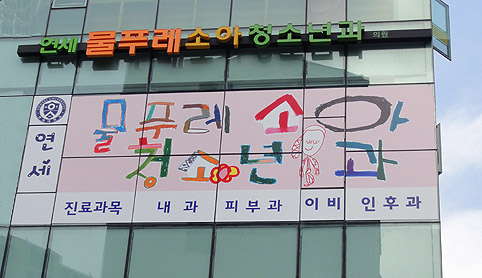 연세 물푸레소아청소년과 의원
연세
물푸레 소아
청소년과
진료과목 내과 피부과 이비인후과